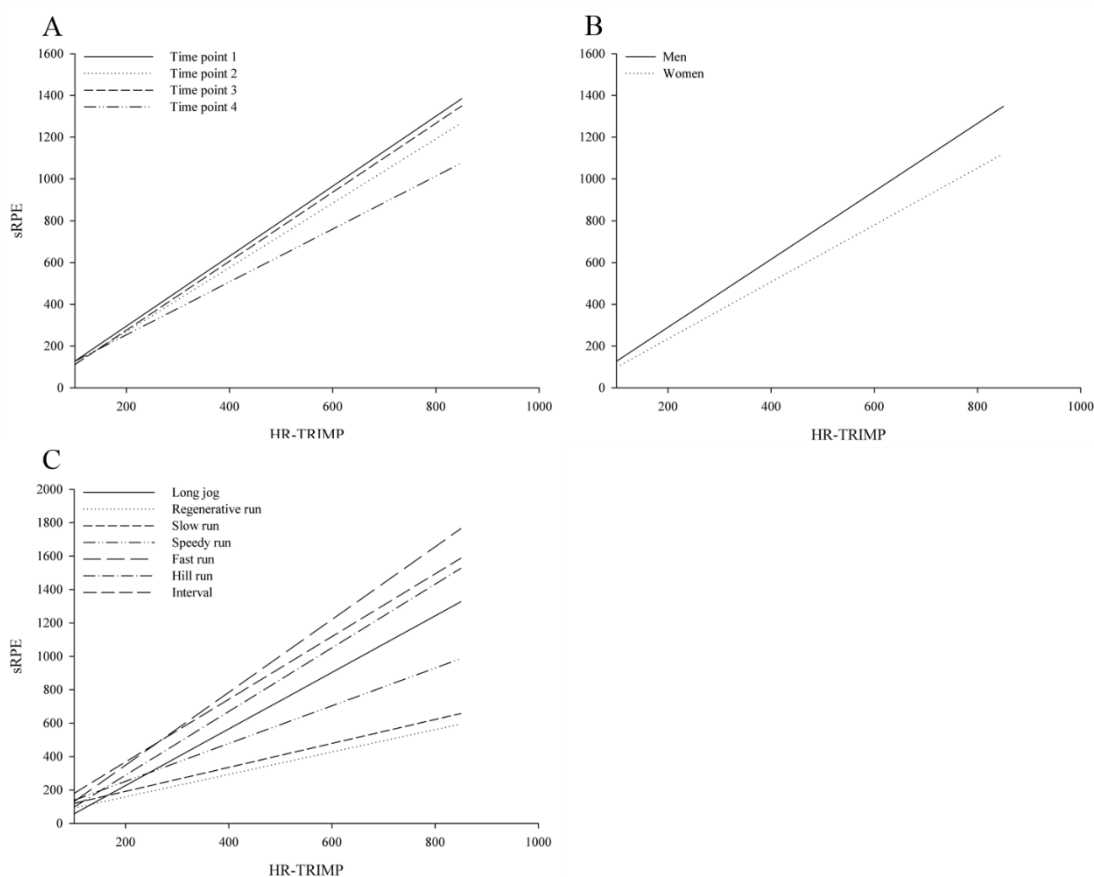 A
1600
1400
1200
1000
800
600
400
200
0
sRPE
Time point 1
Time point 2
Time point 3
Time point 4
200
400
600
800
1000
HR-TRIMP
B
1600
1400
1200
1000
800
600
400
200
0
Men
Women
200
400
600
800
1000
HR-TRIMP
C
2000
1800
1600
1400
1200
1000
800
600
400
200
0
sRPE
Long jog
Regenerative run
Slow run
Speedy run
Fast run
Hill run
Interval
200
400
600
800
1000
HR-TRIMP